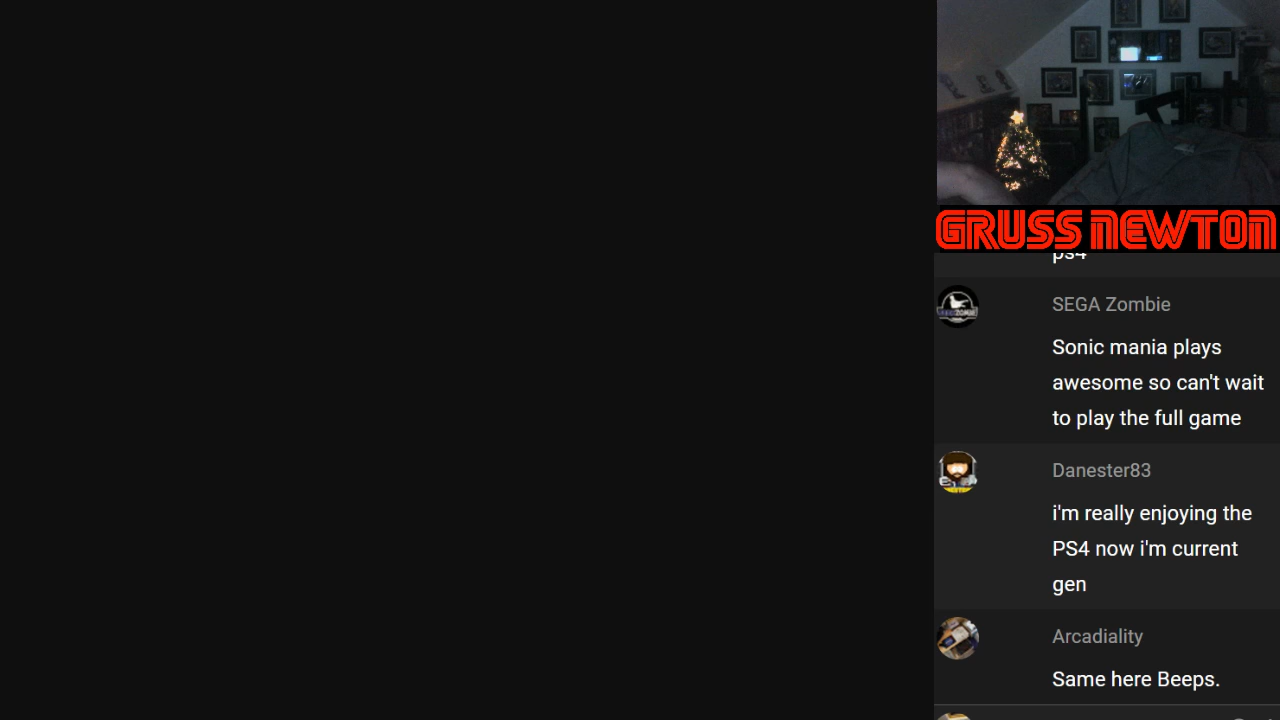 GRUSS NEWTON
ps4
SEGA Zombie
Sonic mania plays
awesome so can't wait
to play the full game
Danester83
i'm really enjoying the
PS4 now i'm current
gen
Arcadiality
Same here Beeps.